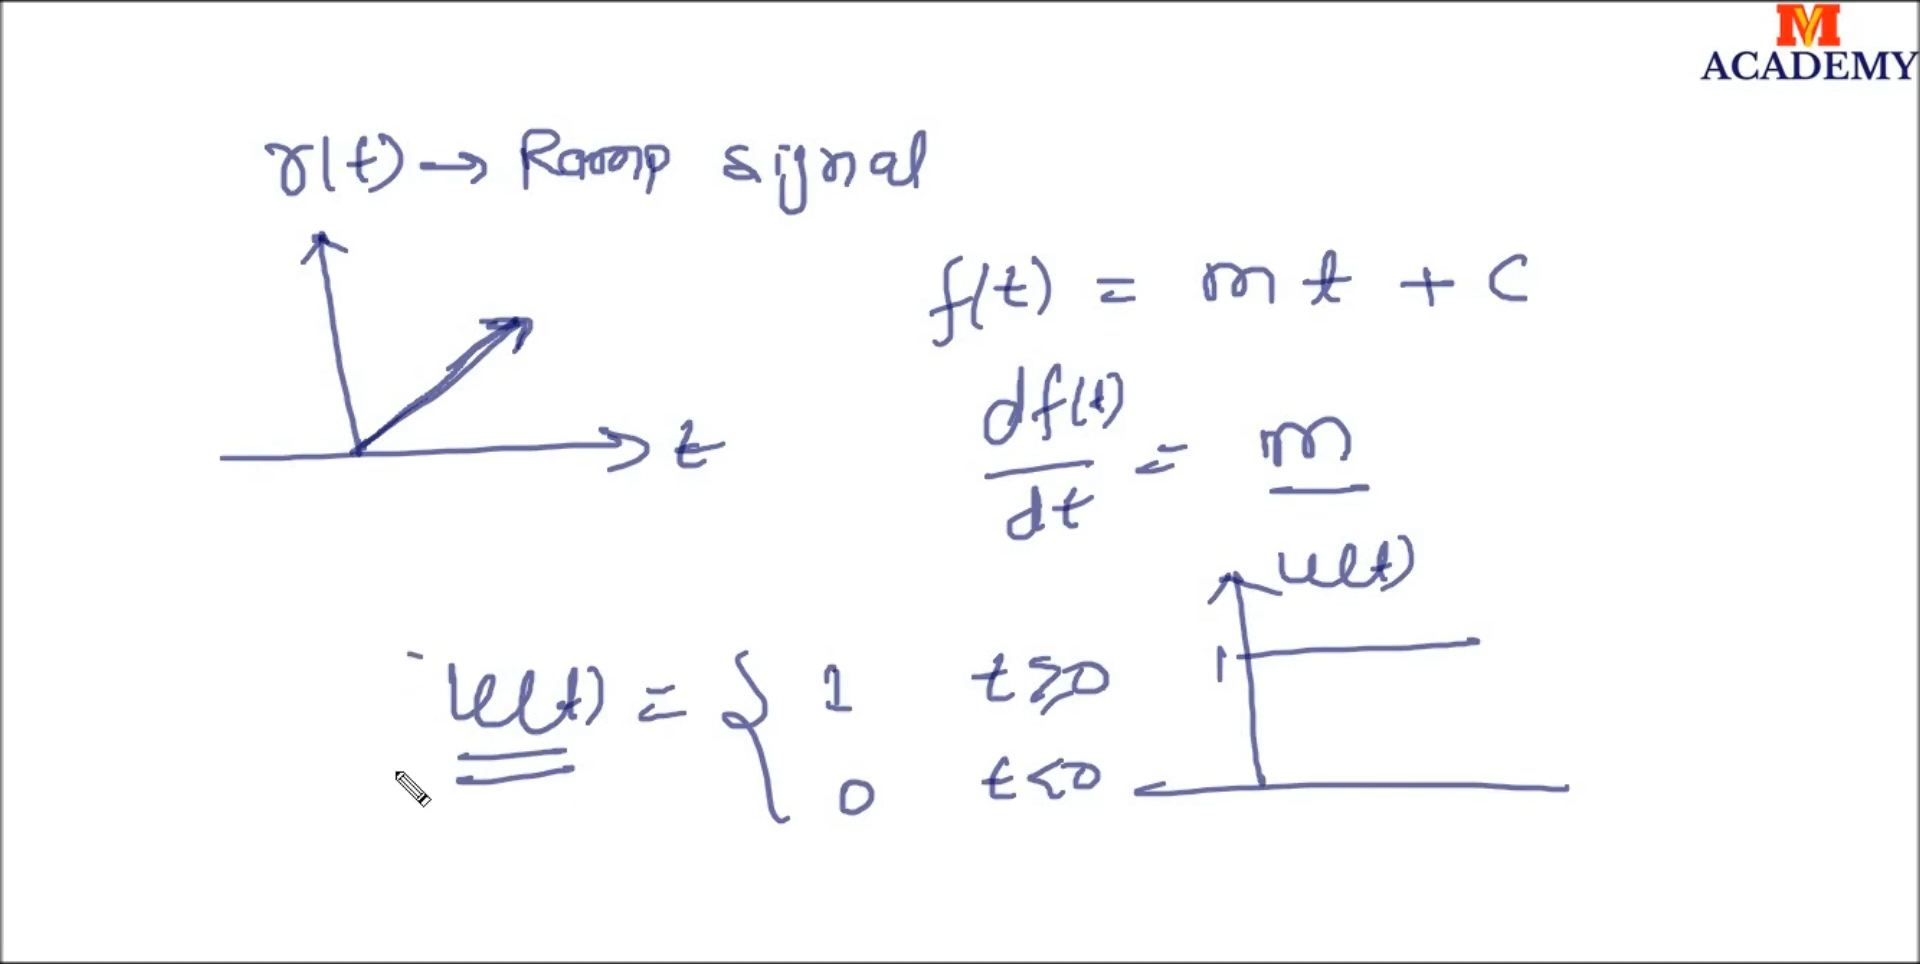 M
ACADEMY
r(t) → Ramp signal
f(t) = mt + C
df(t)/dt = m
t
u(t)
1
u(t) = { 1 t≥0
0 t<0